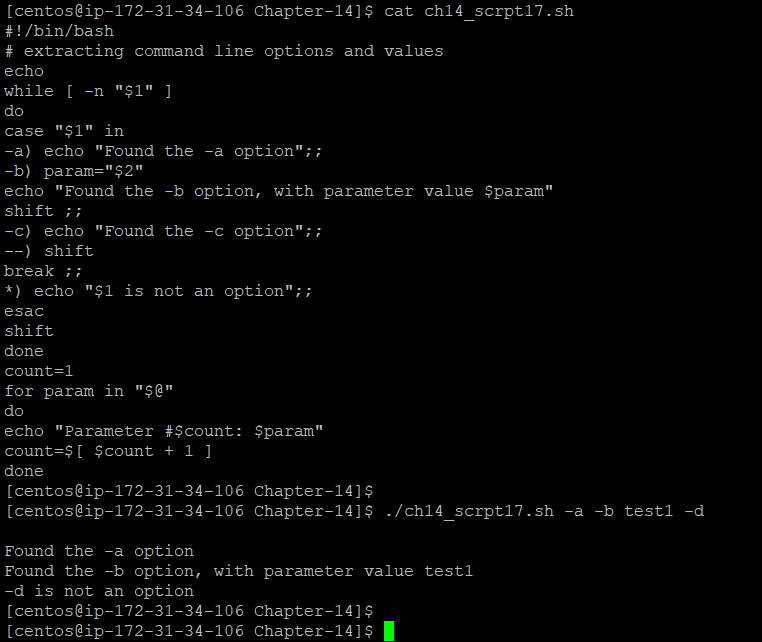 [centos@ip-172-31-34-106 Chapter-14]$ cat ch14_scrpt17.sh
#!/bin/bash
# extracting command line options and values
echo
while [ -n "$1" ]
do
case "$1" in
-a) echo "Found the -a option";;
-b) param="$2"
echo "Found the -b option, with parameter value $param"
shift ;;
-c) echo "Found the -c option";;
--) shift
break ;;
*) echo "$1 is not an option";;
esac
shift
done
count=1
for param in "$@"
do
echo "Parameter #$count: $param"
count=$[ $count + 1 ]
done
[centos@ip-172-31-34-106 Chapter-14]$
[centos@ip-172-31-34-106 Chapter-14]$ ./ch14_scrpt17.sh -a -b test1 -d

Found the -a option
Found the -b option, with parameter value test1
-d is not an option
[centos@ip-172-31-34-106 Chapter-14]$
[centos@ip-172-31-34-106 Chapter-14]$